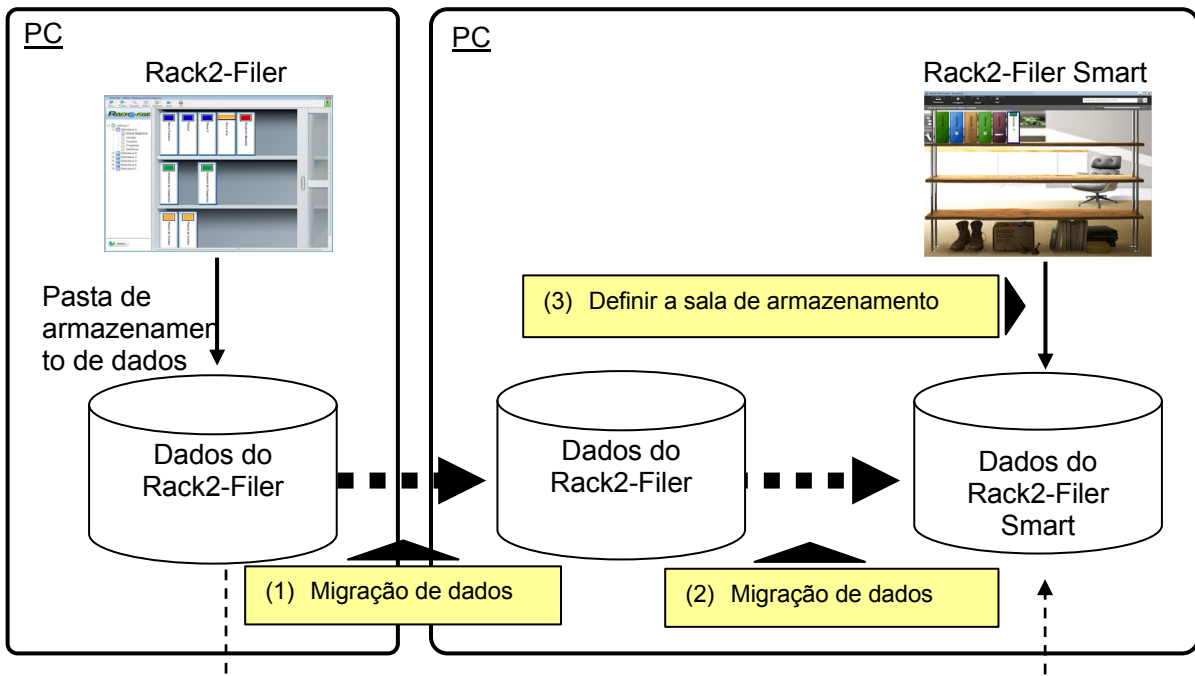 PC
Rack2-Filer
Pasta de
armazenamen
to de dados
Dados do
Rack2-Filer
(1) Migração de dados
PC
Rack2-Filer Smart
(3) Definir a sala de armazenamento
Dados do
Rack2-Filer
Dados do
Rack2-Filer
Smart
(2) Migração de dados